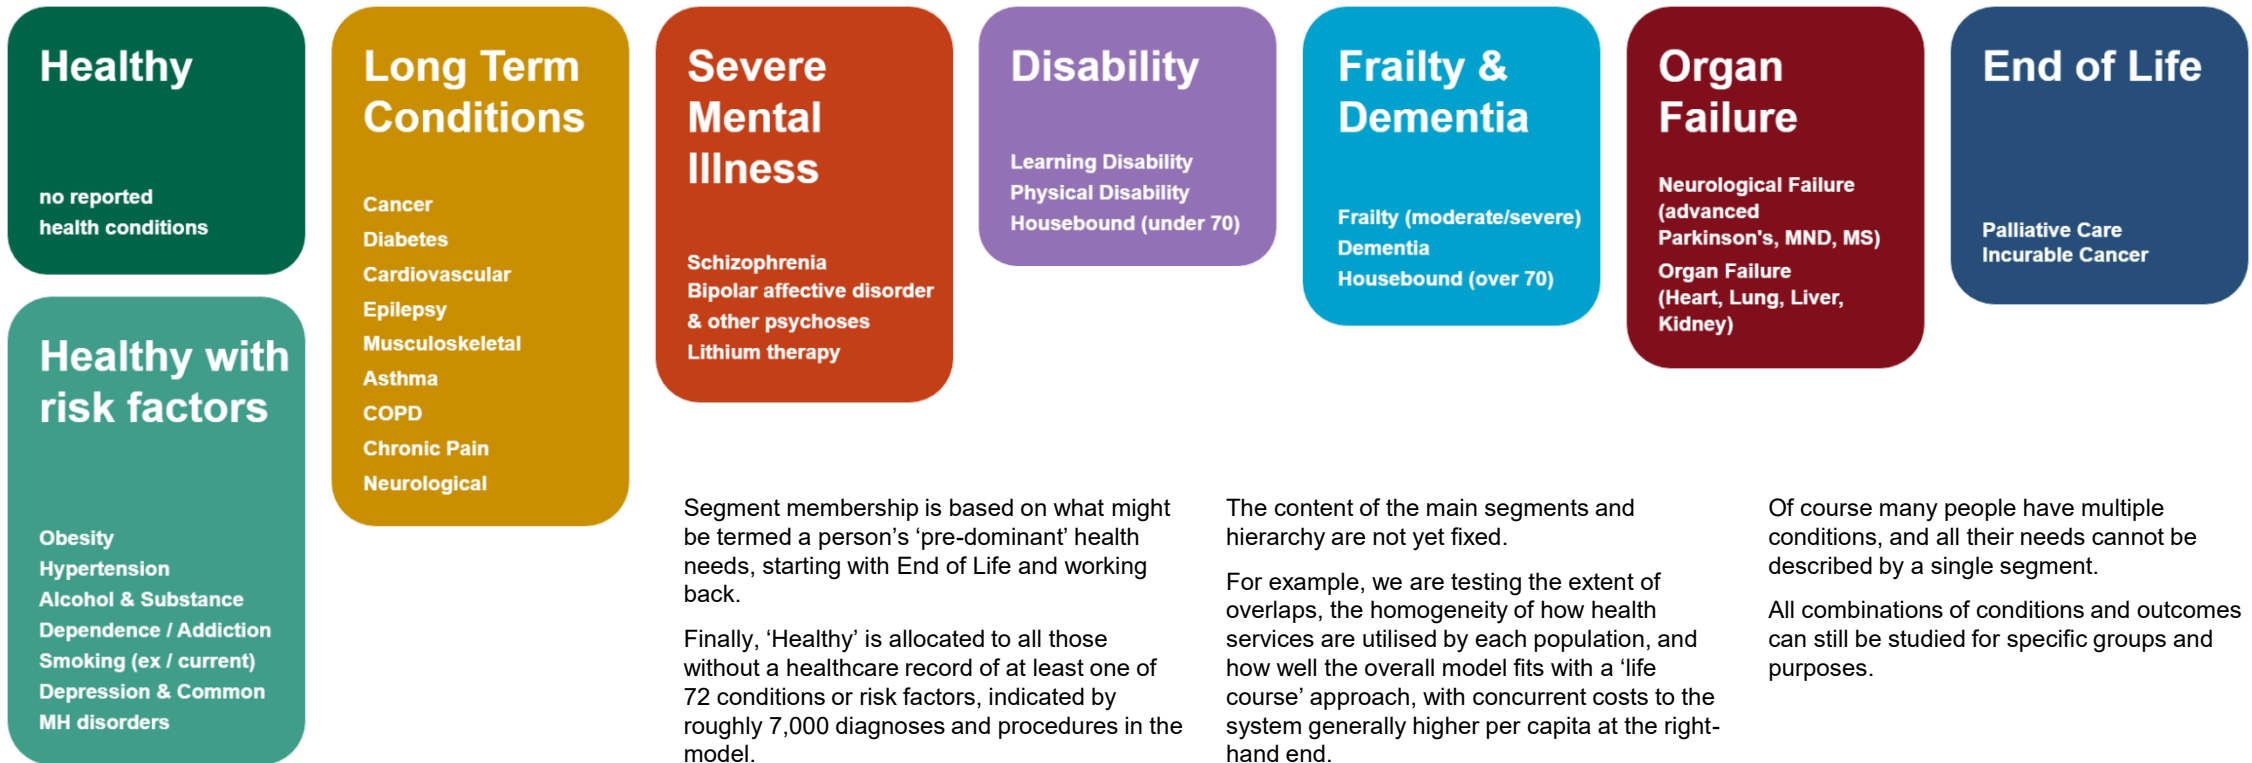 Healthy
no reported
health conditions
Healthy with
risk factors
Obesity
Hypertension
Alcohol & Substance
Dependence / Addiction
Smoking (ex / current)
Depression & Common
MH disorders
Long Term
Conditions
Cancer
Diabetes
Cardiovascular
Epilepsy
Musculoskeletal
Asthma
COPD
Chronic Pain
Neurological
Severe
Mental
Illness
Schizophrenia
Bipolar affective disorder
& other psychoses
Lithium therapy
Disability
Learning Disability
Physical Disability
Housebound (under 70)
Frailty &
Dementia
Frailty (moderate/severe)
Dementia
Housebound (over 70)
Organ
Failure
Neurological Failure
(advanced
Parkinson's, MND, MS)
Organ Failure
(Heart, Lung, Liver,
Kidney)
End of Life
Palliative Care
Incurable Cancer
Segment membership is based on what might
be termed a person’s ‘pre-dominant’ health
needs, starting with End of Life and working
back.
Finally, ‘Healthy’ is allocated to all those
without a healthcare record of at least one of
72 conditions or risk factors, indicated by
roughly 7,000 diagnoses and procedures in the
model.
The content of the main segments and
hierarchy are not yet fixed.
For example, we are testing the extent of
overlaps, the homogeneity of how health
services are utilised by each population, and
how well the overall model fits with a ‘life
course’ approach, with concurrent costs to the
system generally higher per capita at the right-
hand end.
Of course many people have multiple
conditions, and all their needs cannot be
described by a single segment.
All combinations of conditions and outcomes
can still be studied for specific groups and
purposes.